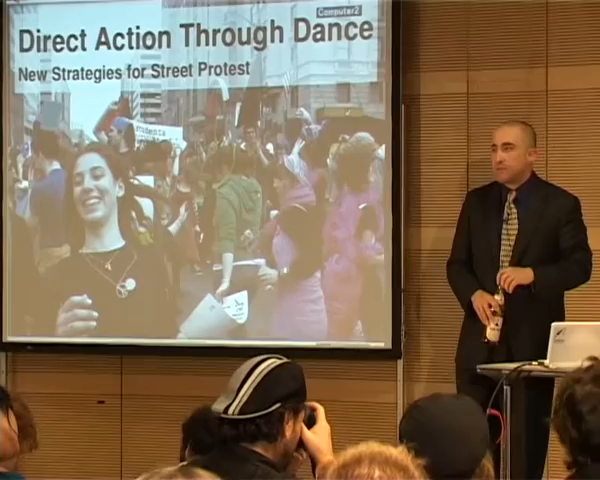 Computer2
Direct Action Through Dance
New Strategies for Street Protest